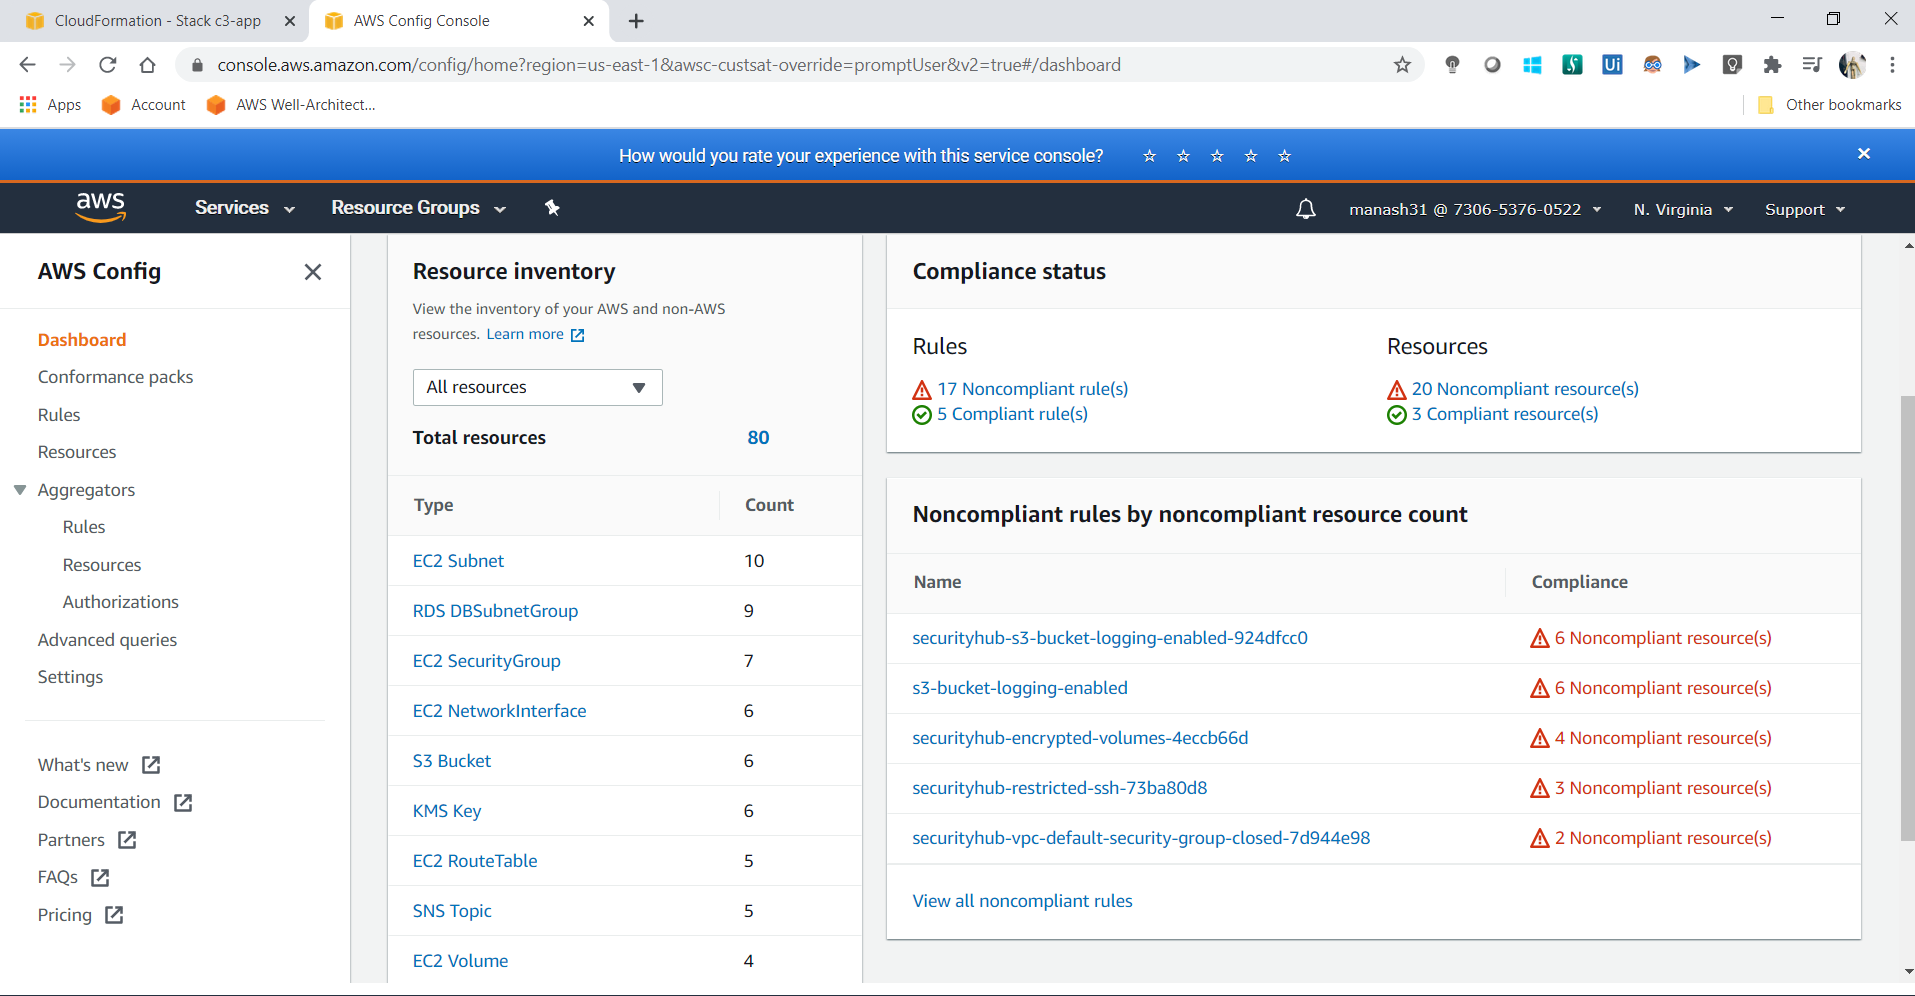 CloudFormation - Stack c3-app
AWS Config Console
console.aws.amazon.com/config/home?region=us-east-1&awsc-custsat-override=promptUser&v2=true#/dashboard
Ui
Apps
Account
AWS Well-Architect...
Other bookmarks
How would you rate your experience with this service console?
aws
Services
Resource Groups
manash31 @ 7306-5376-0522
N. Virginia
Support
AWS Config
Dashboard
Conformance packs
Rules
Resources
Aggregators
Rules
Resources
Authorizations
Advanced queries
Settings
What's new
Documentation
Partners
FAQs
Pricing
Resource inventory
View the inventory of your AWS and non-AWS
resources. Learn more
All resources
Total resources 80
Type Count
EC2 Subnet 10
RDS DBSubnetGroup 9
EC2 SecurityGroup 7
EC2 NetworkInterface 6
S3 Bucket 6
KMS Key 6
EC2 RouteTable 5
SNS Topic 5
EC2 Volume 4
Compliance status
Rules
17 Noncompliant rule(s)
5 Compliant rule(s)
Resources
20 Noncompliant resource(s)
3 Compliant resource(s)
Noncompliant rules by noncompliant resource count
Name Compliance
securityhub-s3-bucket-logging-enabled-924dfcc0 6 Noncompliant resource(s)
s3-bucket-logging-enabled 6 Noncompliant resource(s)
securityhub-encrypted-volumes-4eccb66d 4 Noncompliant resource(s)
securityhub-restricted-ssh-73ba80d8 3 Noncompliant resource(s)
securityhub-vpc-default-security-group-closed-7d944e98 2 Noncompliant resource(s)
View all noncompliant rules